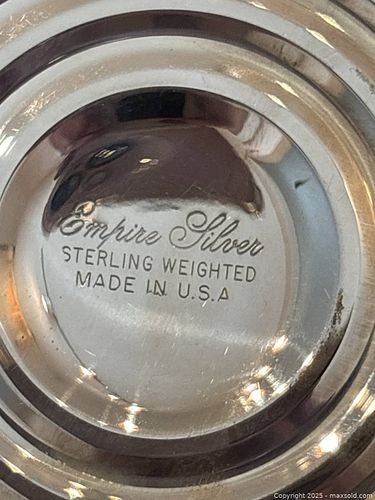 Empire Silver
STERLING WEIGHTED
MADE IN U.S.A
Copyright 2025 - maxsold.com